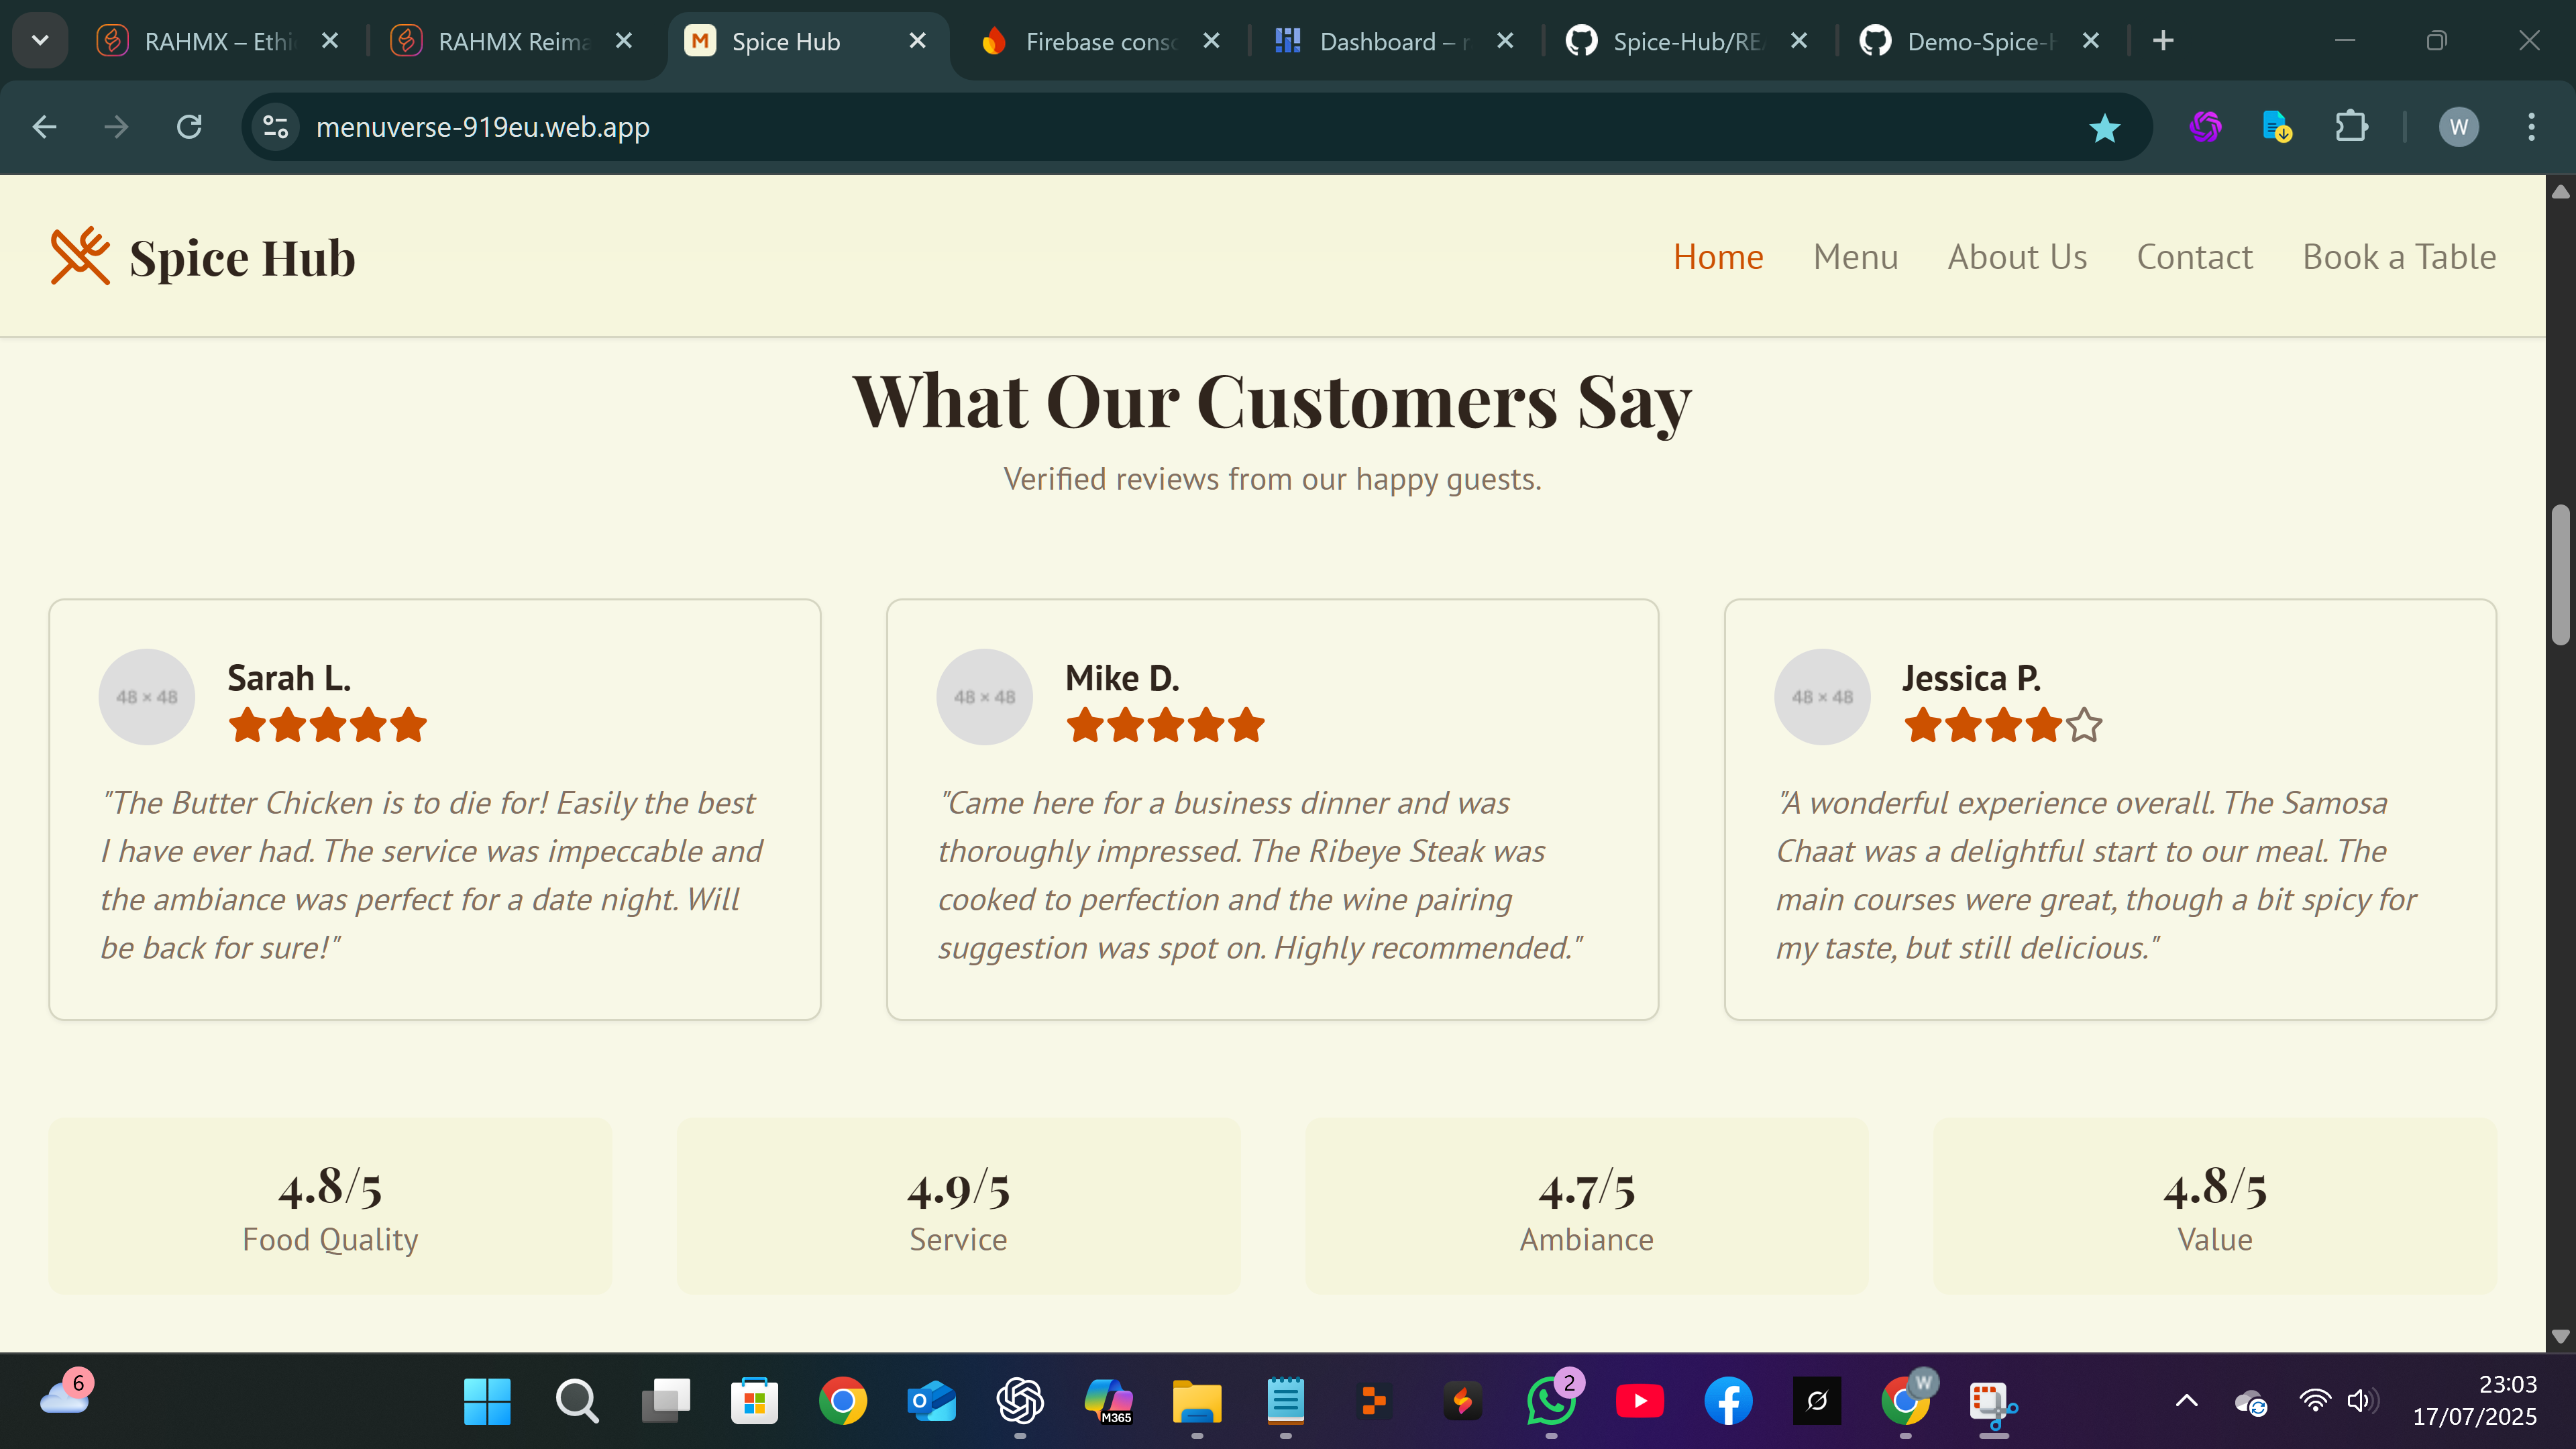 RAHMX – Ethi
RAHMX Reima
M
Spice Hub
Firebase conso
Dashboard –
Spice-Hub/REA
Demo-Spice-H
menuverse-919eu.web.app
W
Spice Hub
Home
Menu
About Us
Contact
Book a Table
What Our Customers Say
Verified reviews from our happy guests.
48 × 48
Sarah L.
"The Butter Chicken is to die for! Easily the best
I have ever had. The service was impeccable and
the ambiance was perfect for a date night. Will
be back for sure!"
48 × 48
Mike D.
"Came here for a business dinner and was
thoroughly impressed. The Ribeye Steak was
cooked to perfection and the wine pairing
suggestion was spot on. Highly recommended."
48 × 48
Jessica P.
"A wonderful experience overall. The Samosa
Chaat was a delightful start to our meal. The
main courses were great, though a bit spicy for
my taste, but still delicious."
4.8/5
Food Quality
4.9/5
Service
4.7/5
Ambiance
4.8/5
Value
6
O
M365
2
W
23:03
17/07/2025